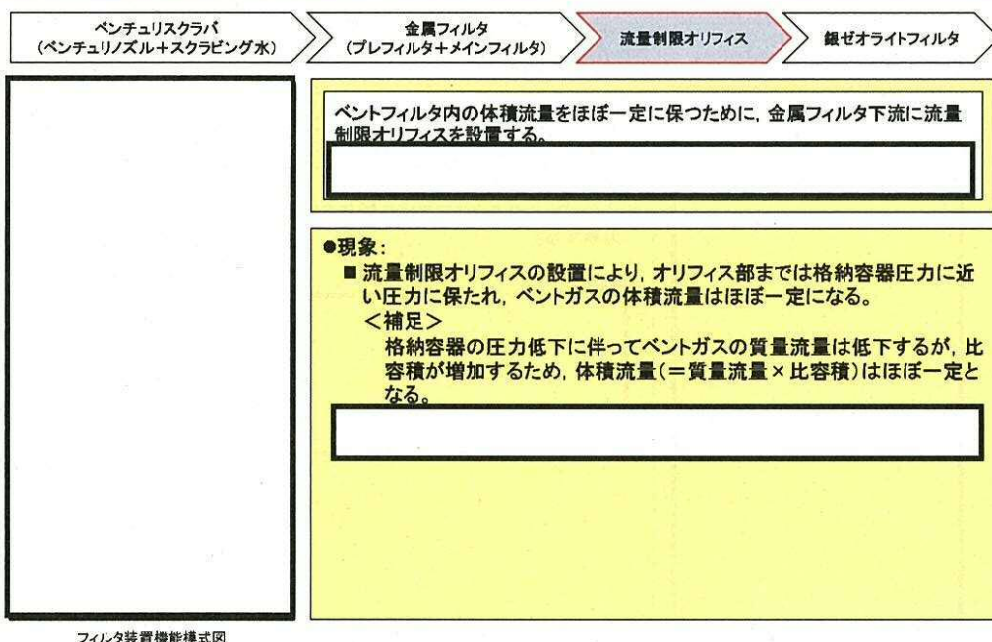 ベンチュリスクラバ
(ベンチュリノズル+スクラビング水)
金属フィルタ
(プレフィルタ+メインフィルタ)
流量制限オリフィス
銀ゼオライトフィルタ
ベントフィルタ内の体積流量をほぼ一定に保つために，金属フィルタ下流に流量
制限オリフィスを設置する。
●現象：
■ 流量制限オリフィスの設置により，オリフィス部までは格納容器圧力に近
い圧力に保たれ，ベントガスの体積流量はほぼ一定になる。
＜補足＞
格納容器の圧力低下に伴ってベントガスの質量流量は低下するが，比
容積が増加するため，体積流量(＝質量流量×比容積)はほぼ一定と
なる。
フィルタ装置機能模式図